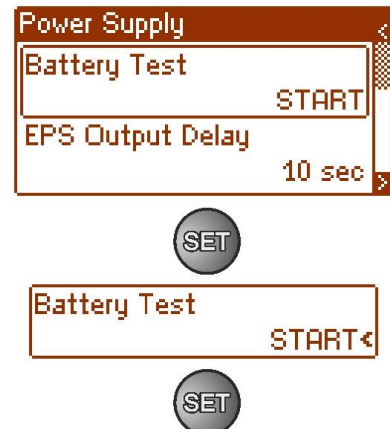 Power Supply
Battery Test
START
EPS Output Delay
10 sec
SET
Battery Test
START<
SET